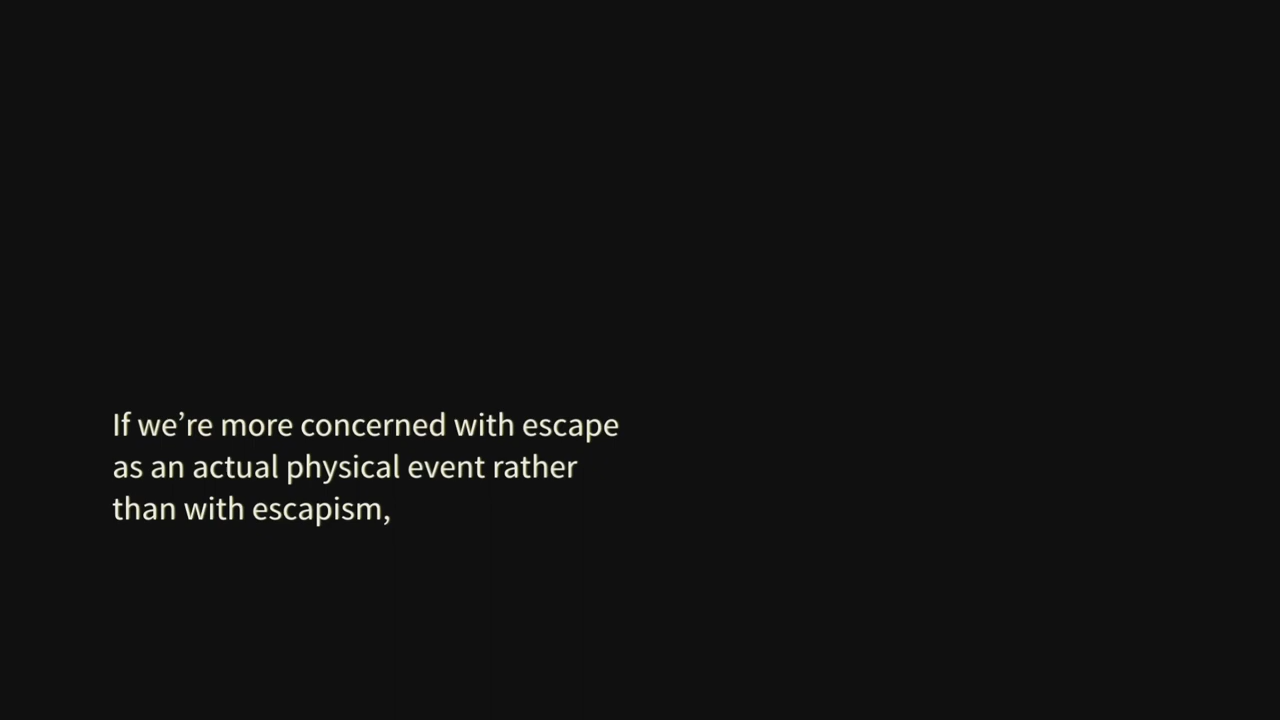 If we’re more concerned with escape
as an actual physical event rather
than with escapism,